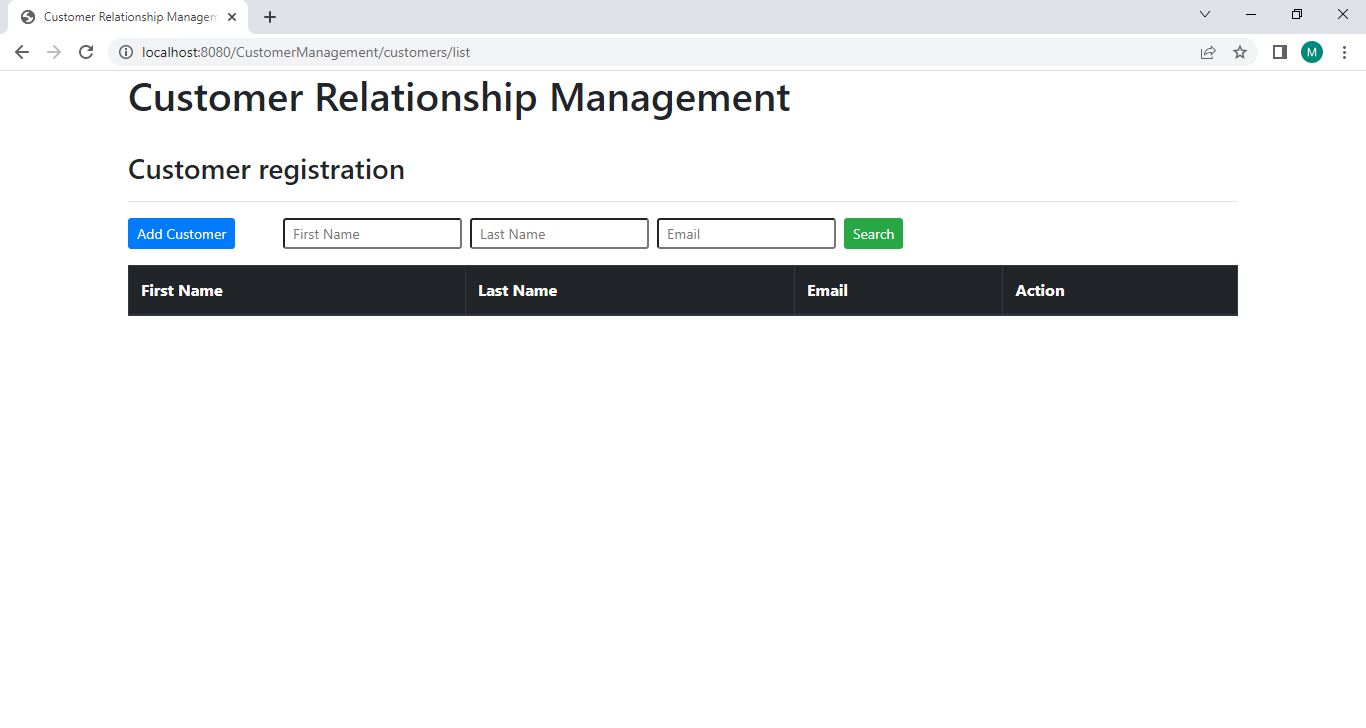 Customer Relationship Managem
localhost:8080/CustomerManagement/customers/list
M
Customer Relationship Management
Customer registration
Add Customer First Name Last Name Email Search
First Name Last Name Email Action